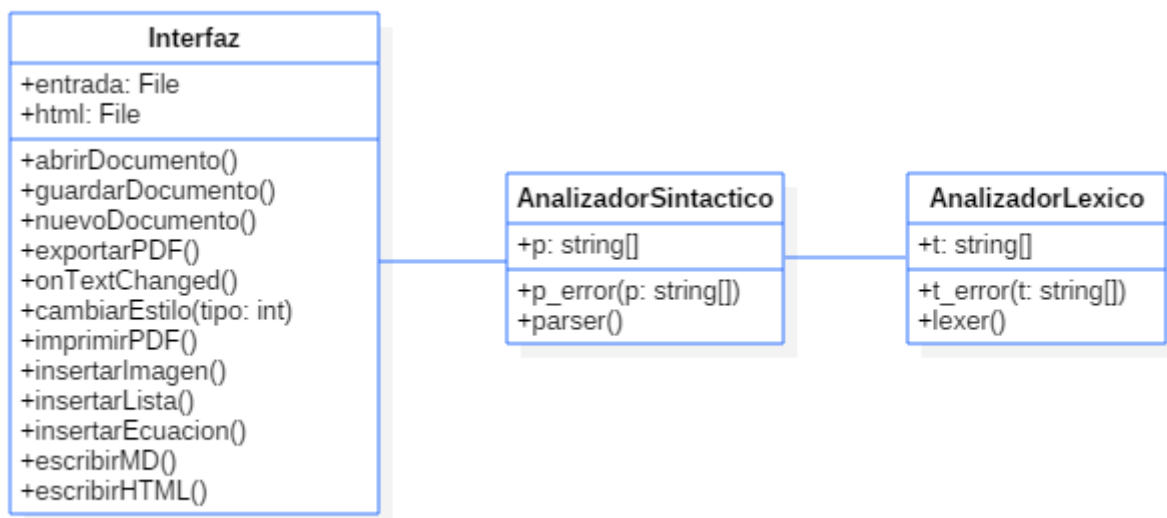 Interfaz
+entrada: File
+html: File
+abrirDocumento()
+guardarDocumento()
+nuevoDocumento()
+exportarPDF()
+onTextChanged()
+cambiarEstilo(tipo: int)
+imprimirPDF()
+insertarImagen()
+insertarLista()
+insertarEcuacion()
+escribirMD()
+escribirHTML()
AnalizadorSintactico
+p: string[]
+p_error(p: string[])
+parser()
AnalizadorLexico
+t: string[]
+t_error(t: string[])
+lexer()